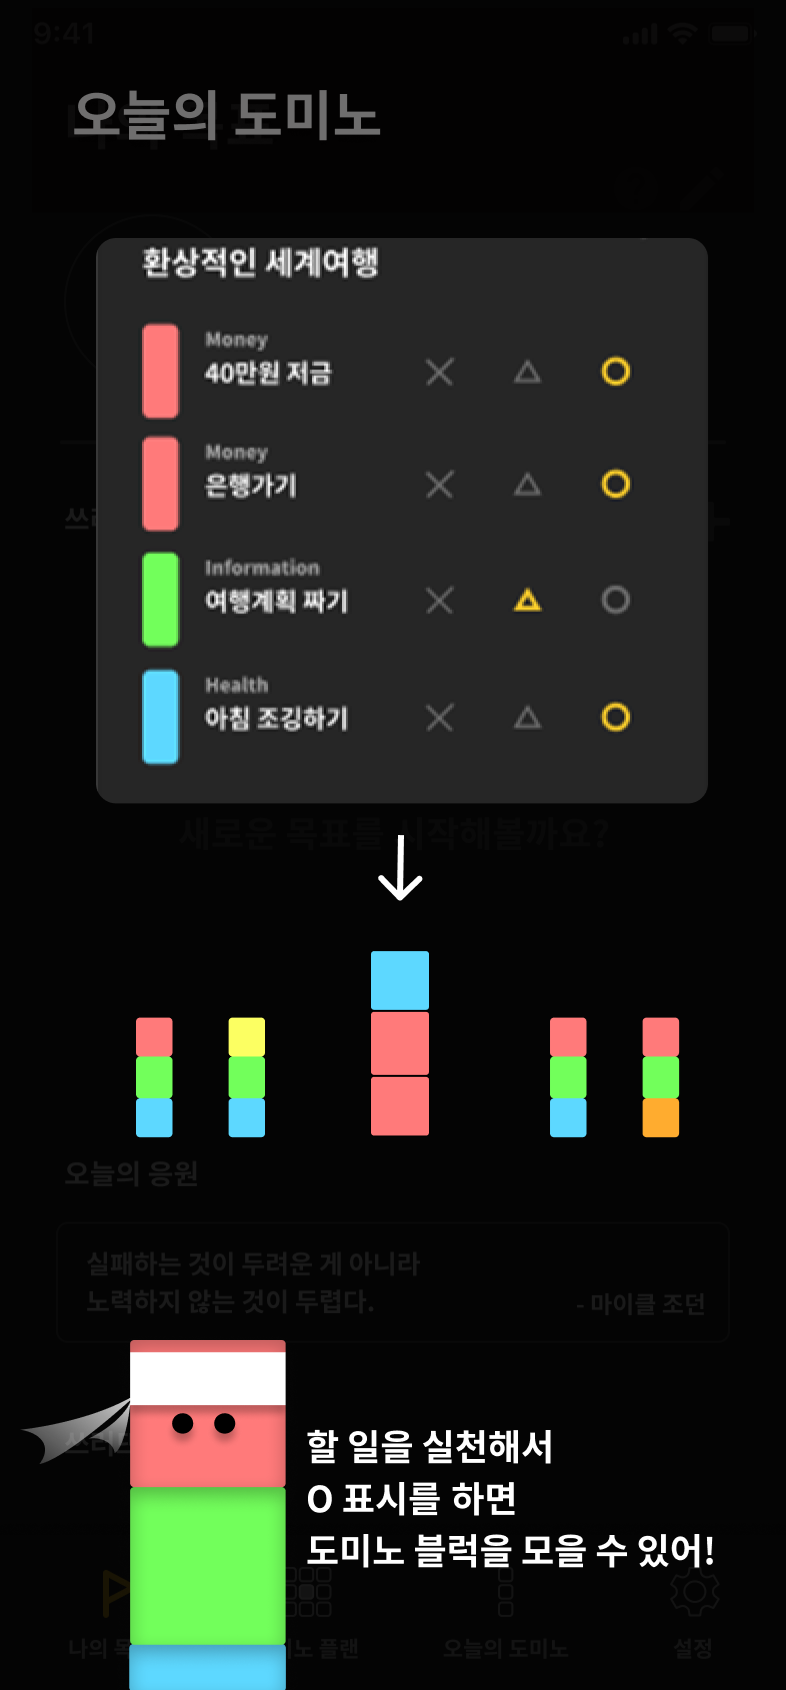 9:41
오늘의 도미노
환상적인 세계여행
Money
40만원 저금
Money
은행가기
Information
여행계획 짜기
Health
아침 조깅하기
새로운 목표를 시작해볼까요?
오늘의 응원
실패하는 것이 두려운 게 아니라
노력하지 않는 것이 두렵다.
- 마이클 조던
할 일을 실천해서
O 표시를 하면
도미노 블럭을 모을 수 있어!
나의
플랜
오늘의 도미노
설정